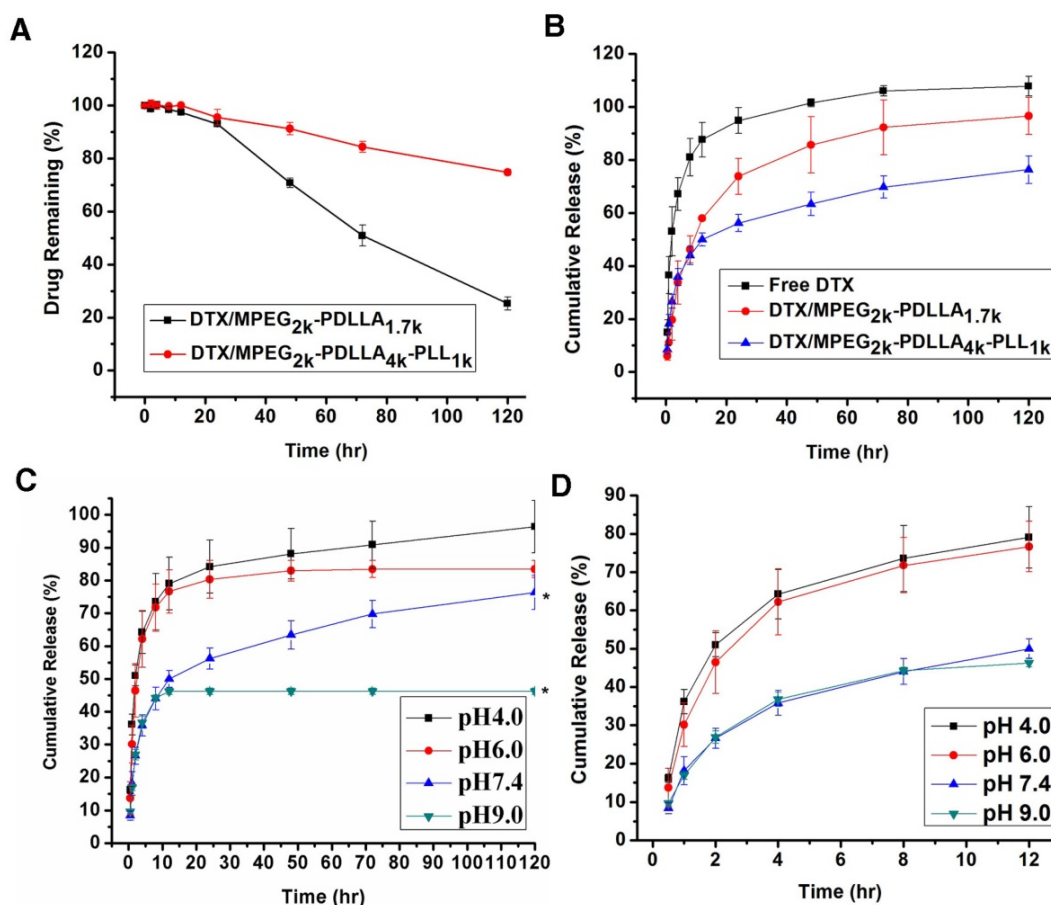 A
120
100
80
60
40
20
0
Drug Remaining (%)
DTX/MPEG2k-PDLLA1.7k
DTX/MPEG2k-PDLLA4k-PLL1k
0 20 40 60 80 100 120
Time (hr)
B
120
100
80
60
40
20
0
Cumulative Release (%)
Free DTX
DTX/MPEG2k-PDLLA1.7k
DTX/MPEG2k-PDLLA4k-PLL1k
0 20 40 60 80 100 120
Time (hr)
C
100
90
80
70
60
50
40
30
20
10
0
Cumulative Release (%)
*
*
pH4.0
pH6.0
pH7.4
pH9.0
0 10 20 30 40 50 60 70 80 90 100 110 120
Time (hr)
D
90
80
70
60
50
40
30
20
10
0
Cumulative Release (%)
pH 4.0
pH 6.0
pH 7.4
pH 9.0
0 2 4 6 8 10 12
Time (hr)